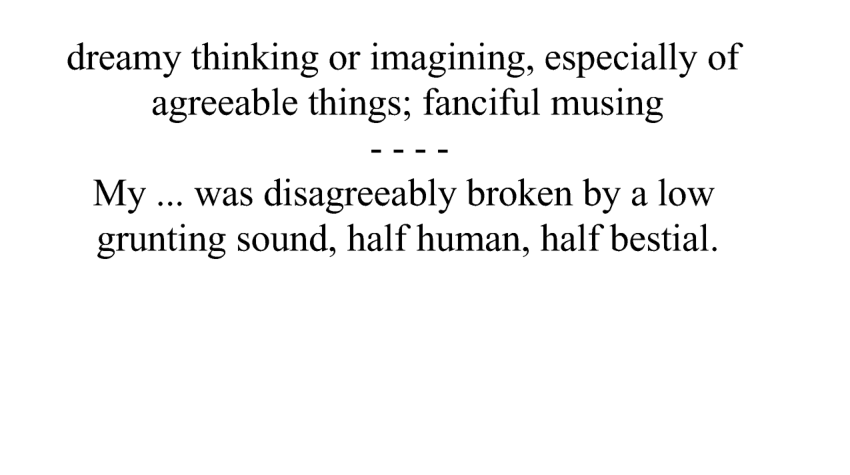 dreamy thinking or imagining, especially of
agreeable things; fanciful musing
- - - -
My ... was disagreeably broken by a low
grunting sound, half human, half bestial.